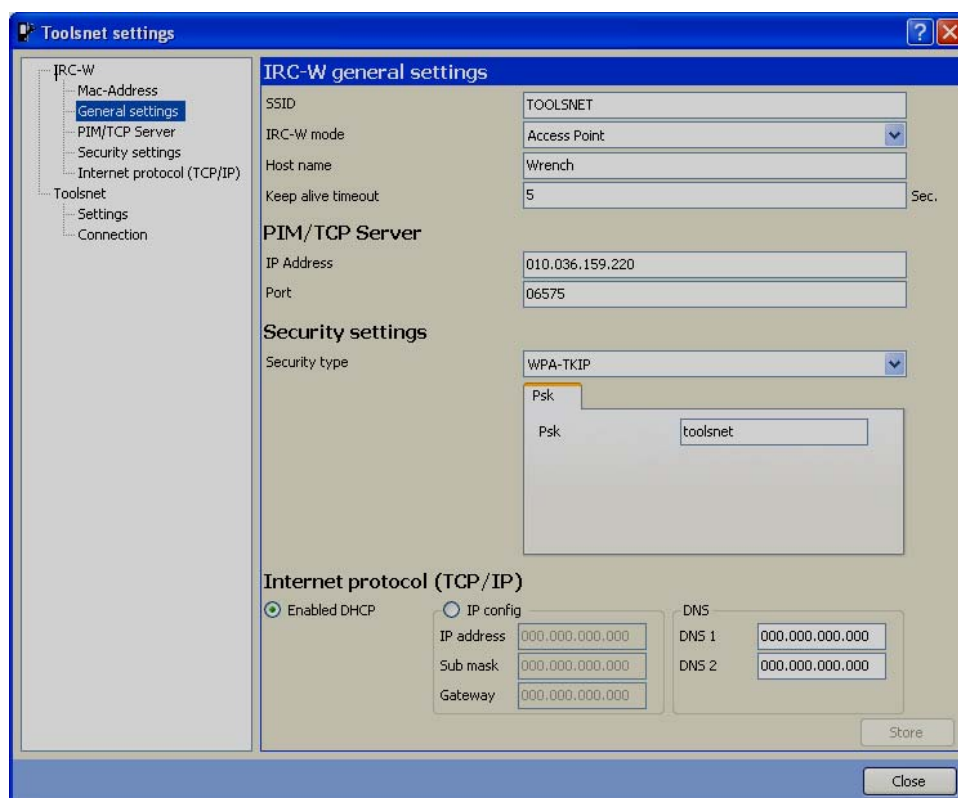 Toolsnet settings
IRC-W
Mac-Address
General settings
PIM/TCP Server
Security settings
Internet protocol (TCP/IP)
Toolsnet
Settings
Connection
IRC-W general settings
SSID TOOLSNET
IRC-W mode Access Point
Host name Wrench
Keep alive timeout 5 Sec.
PIM/TCP Server
IP Address 010.036.159.220
Port 06575
Security settings
Security type WPA-TKIP
Psk
Psk toolsnet
Internet protocol (TCP/IP)
Enabled DHCP IP config DNS
IP address 000.000.000.000 DNS 1 000.000.000.000
Sub mask 000.000.000.000 DNS 2 000.000.000.000
Gateway 000.000.000.000
Store
Close